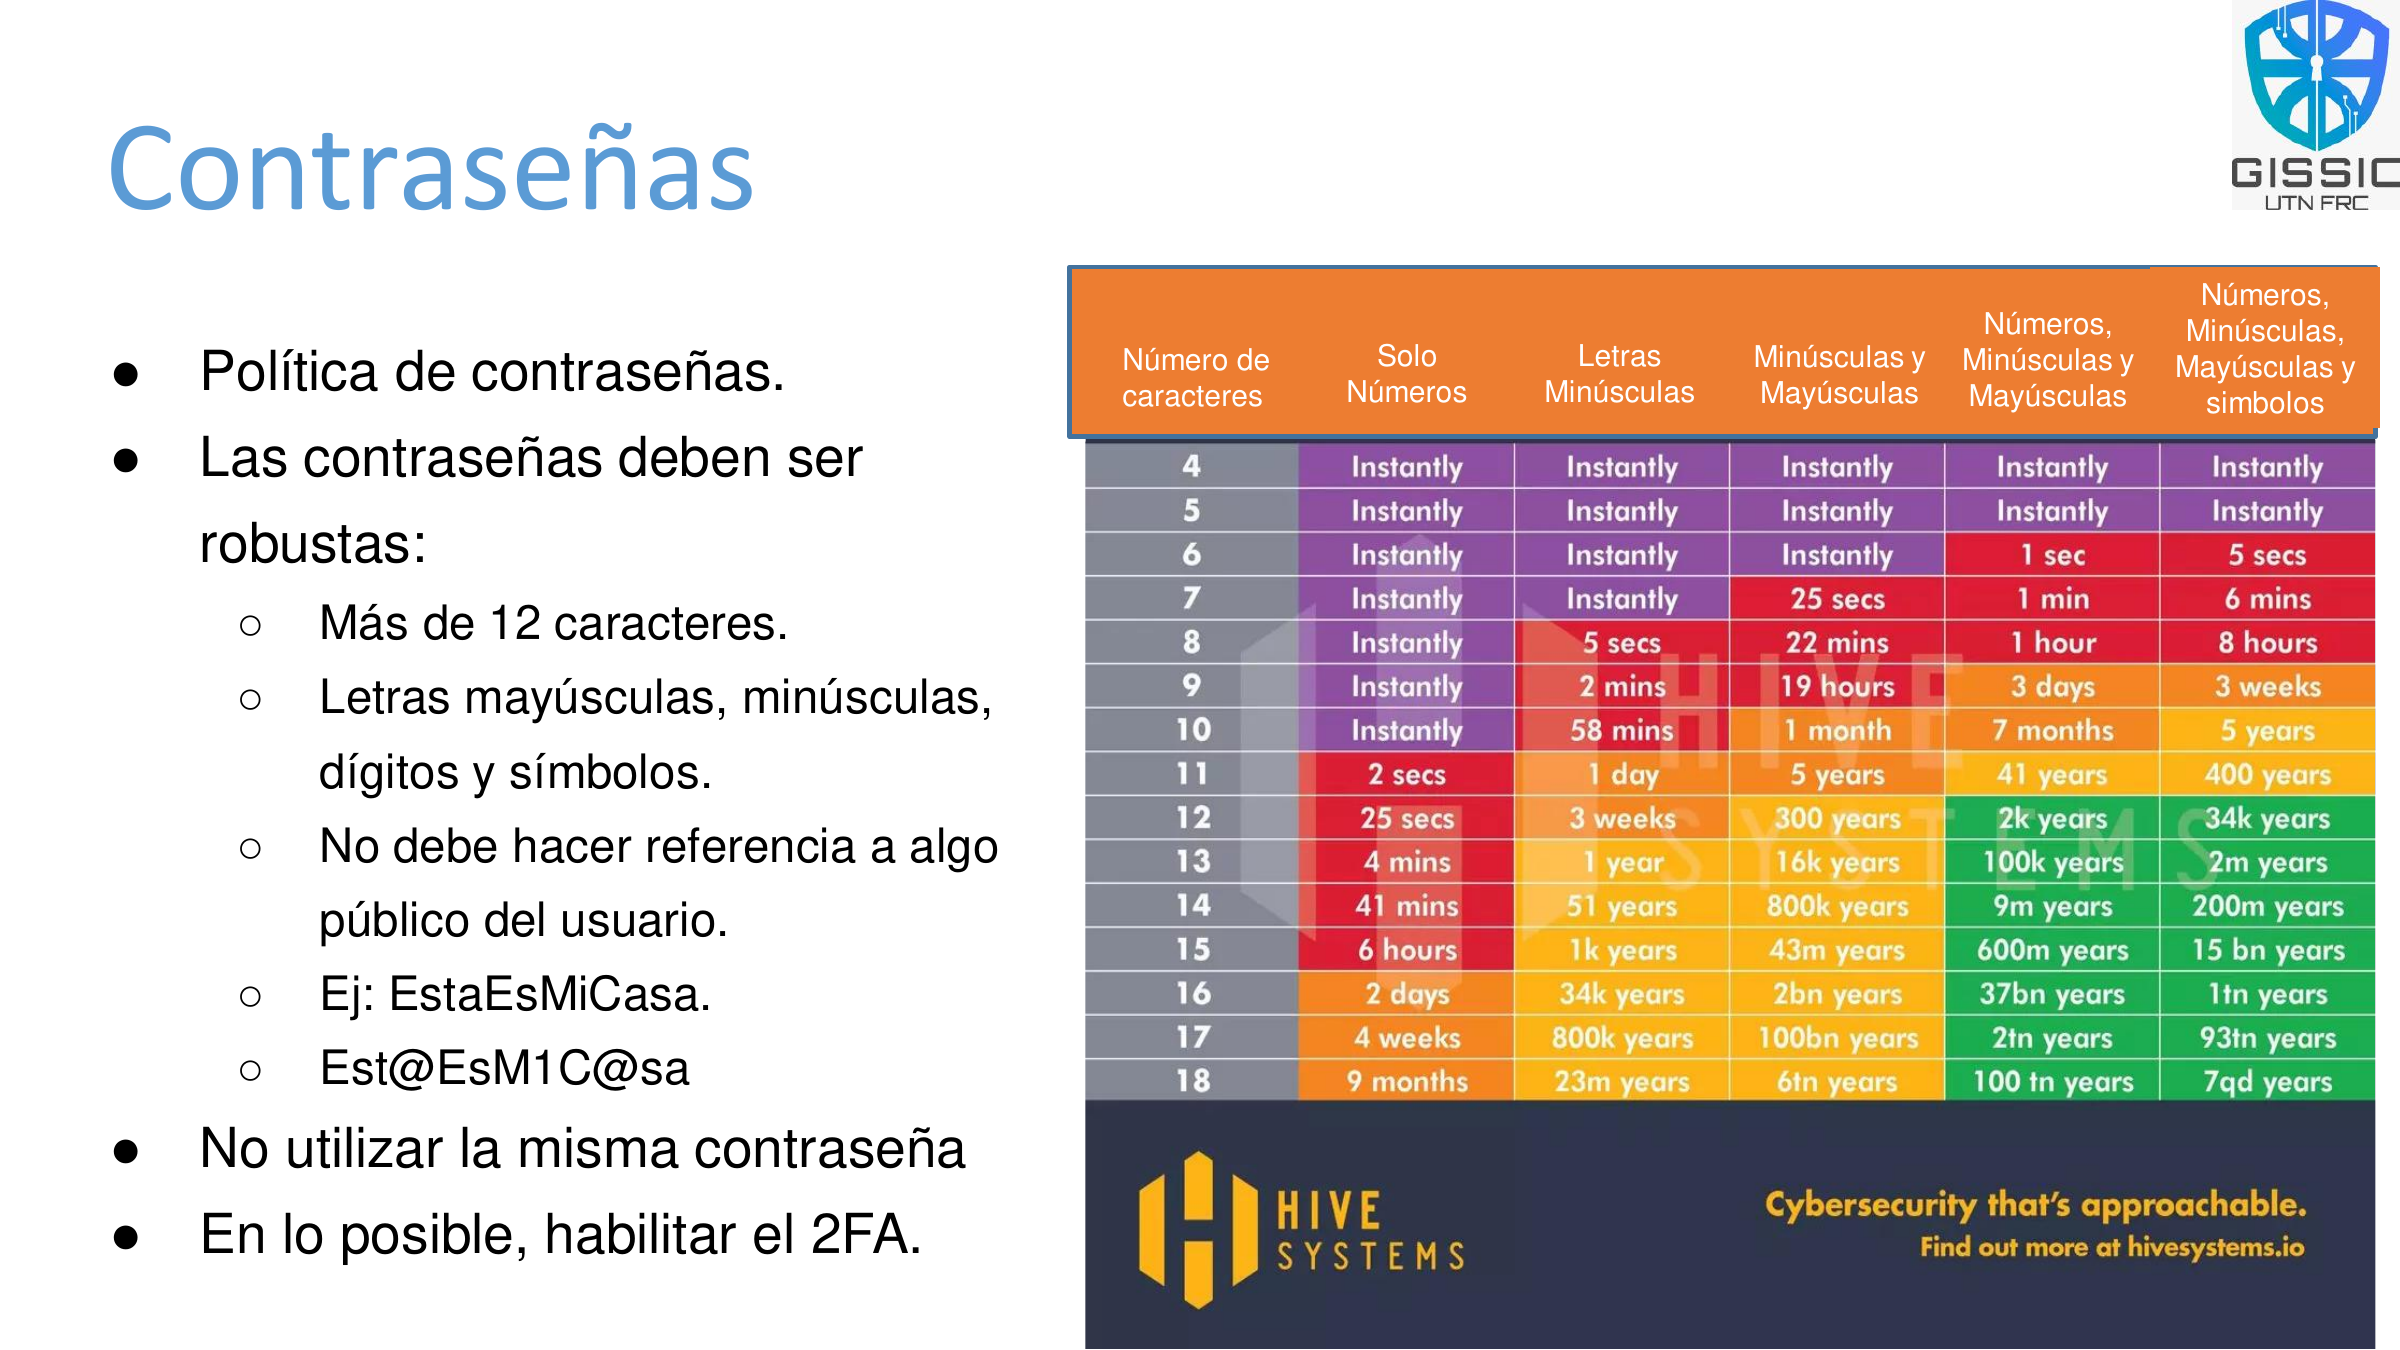 GISSIC
UTN FRC
Contraseñas
● Política de contraseñas.
● Las contraseñas deben ser
robustas:
○ Más de 12 caracteres.
○ Letras mayúsculas, minúsculas,
dígitos y símbolos.
○ No debe hacer referencia a algo
público del usuario.
○ Ej: EstaEsMiCasa.
○ Est@EsM1C@sa
● No utilizar la misma contraseña
● En lo posible, habilitar el 2FA.
Número de caracteres Solo Números Letras Minúsculas Minúsculas y Mayúsculas Números, Minúsculas y Mayúsculas Números, Minúsculas, Mayúsculas y simbolos
4 Instantly Instantly Instantly Instantly Instantly
5 Instantly Instantly Instantly Instantly Instantly
6 Instantly Instantly Instantly 1 sec 5 secs
7 Instantly Instantly 25 secs 1 min 6 mins
8 Instantly 5 secs 22 mins 1 hour 8 hours
9 Instantly 2 mins 19 hours 3 days 3 weeks
10 Instantly 58 mins 1 month 7 months 5 years
11 2 secs 1 day 5 years 41 years 400 years
12 25 secs 3 weeks 300 years 2k years 34k years
13 4 mins 1 year 16k years 100k years 2m years
14 41 mins 51 years 800k years 9m years 200m years
15 6 hours 1k years 43m years 600m years 15 bn years
16 2 days 34k years 2bn years 37bn years 1tn years
17 4 weeks 800k years 100bn years 2tn years 93tn years
18 9 months 23m years 6tn years 100 tn years 7qd years
HIVE
SYSTEMS
HIVE
SYSTEMS
Cybersecurity that's approachable.
Find out more at hivesystems.io